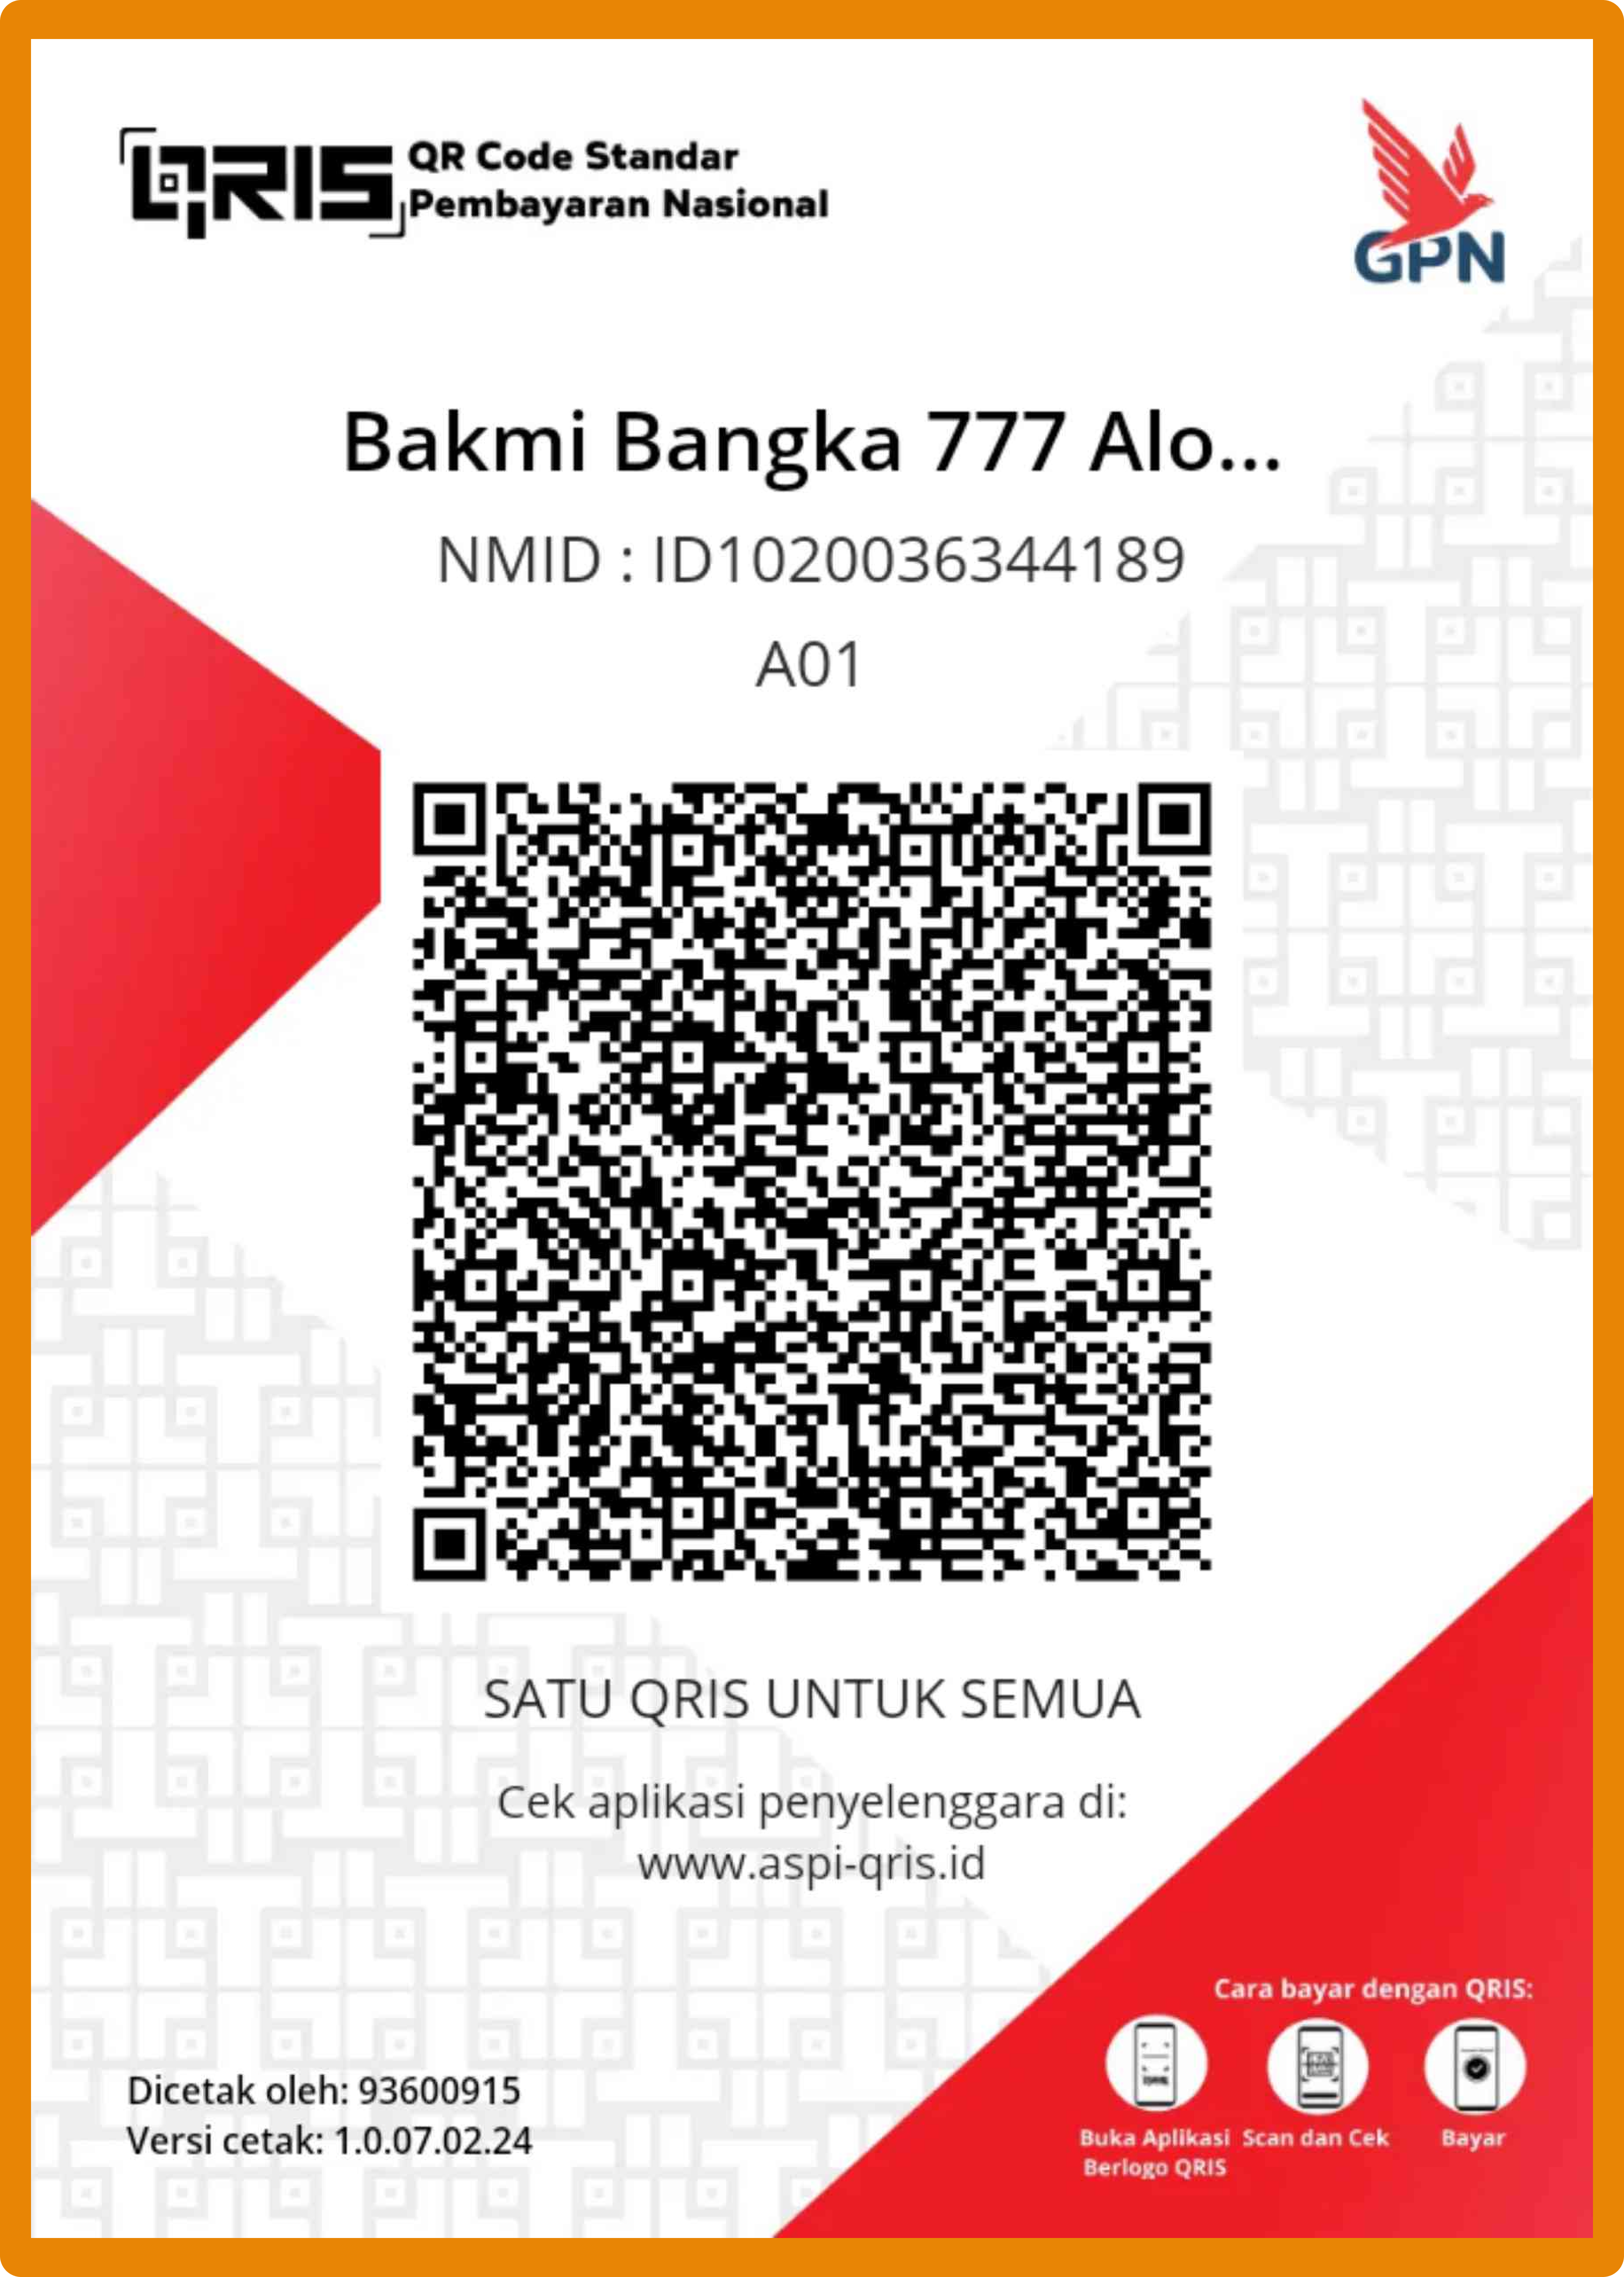 QRIS
QR Code Standar
Pembayaran Nasional
GPN
Bakmi Bangka 777 Alo...
NMID : ID1020036344189
A01
SATU QRIS UNTUK SEMUA
Cek aplikasi penyelenggara di:
www.aspi-qris.id
Dicetak oleh: 93600915
Versi cetak: 1.0.07.02.24
Cara bayar dengan QRIS:
Buka Aplikasi
Berlogo QRIS
Scan dan Cek
Bayar